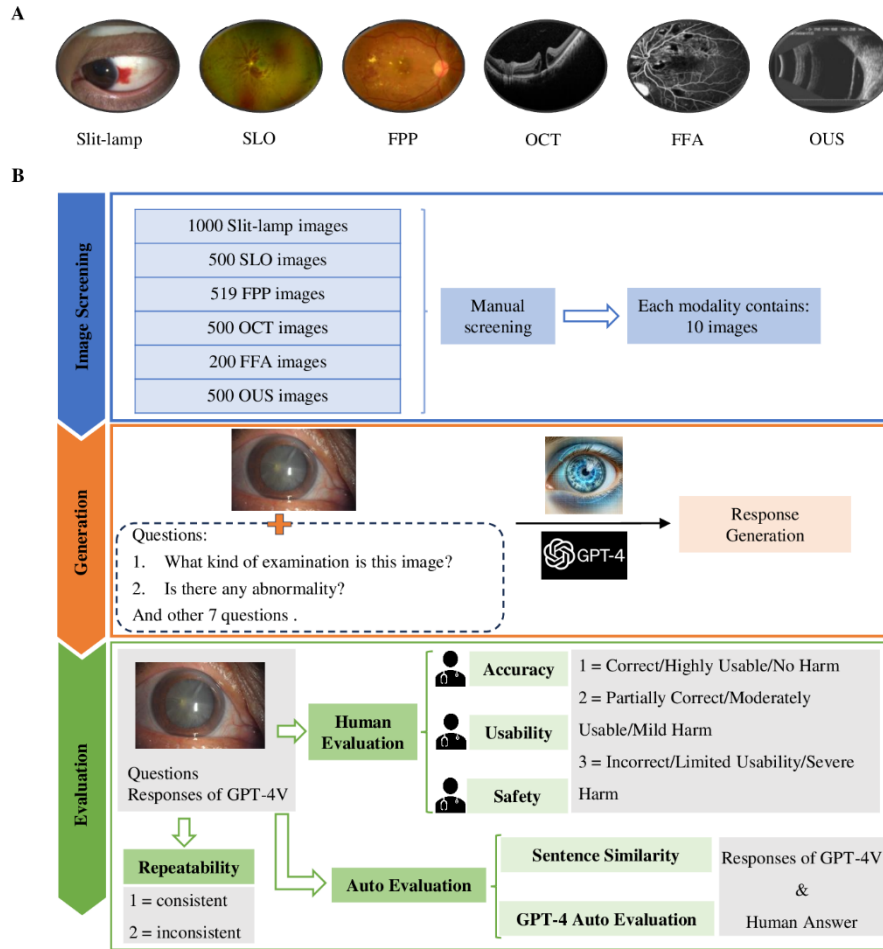 A
Slit-lamp
SLO
FPP
OCT
FFA
OUS
B
Image Screening
1000 Slit-lamp images
500 SLO images
519 FPP images
500 OCT images
200 FFA images
500 OUS images
Manual
screening
Each modality contains:
10 images
Generation
Questions:
1. What kind of examination is this image?
2. Is there any abnormality?
And other 7 questions .
GPT-4
Response
Generation
Evaluation
Questions
Responses of GPT-4V
Human
Evaluation
Accuracy
Usability
Safety
1 = Correct/Highly Usable/No Harm
2 = Partially Correct/Moderately
Usable/Mild Harm
3 = Incorrect/Limited Usability/Severe
Harm
Repeatability
1 = consistent
2 = inconsistent
Auto Evaluation
Sentence Similarity
GPT-4 Auto Evaluation
Responses of GPT-4V
&
Human Answer